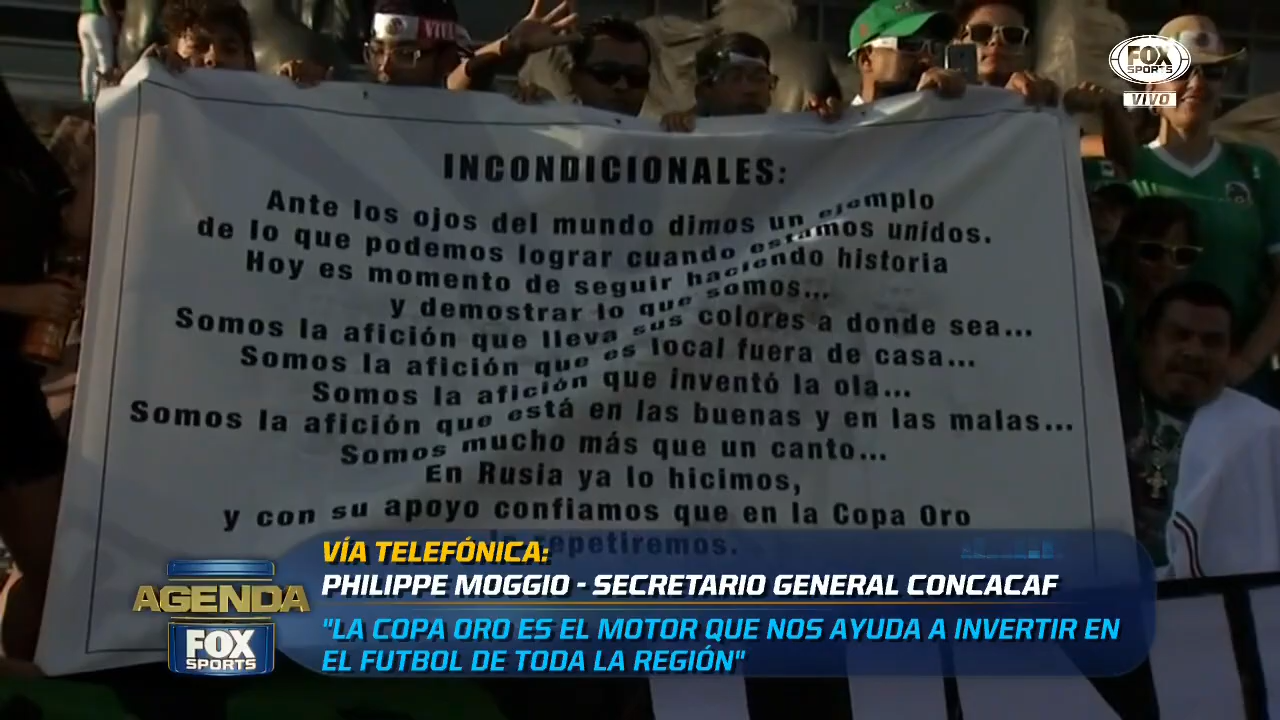 VIVA
FOX
SPORTS
VIVO
INCONDICIONALES:
Ante los ojos del mundo dimos un ejemplo
de lo que podemos lograr cuando estamos unidos.
Hoy es momento de seguir haciendo historia
y demostrar lo que somos...
Somos la afición que lleva sus colores a donde sea...
Somos la afición que es local fuera de casa...
Somos la afición que inventó la ola...
Somos la afición que está en las buenas y en las malas...
Somos mucho más que un canto...
En Rusia ya lo hicimos,
y con su apoyo confiamos que en la Copa Oro
repetiremos.
VÍA TELEFÓNICA:
PHILIPPE MOGGIO - SECRETARIO GENERAL CONCACAF
"LA COPA ORO ES EL MOTOR QUE NOS AYUDA A INVERTIR EN
EL FUTBOL DE TODA LA REGIÓN"
AGENDA
FOX
SPORTS